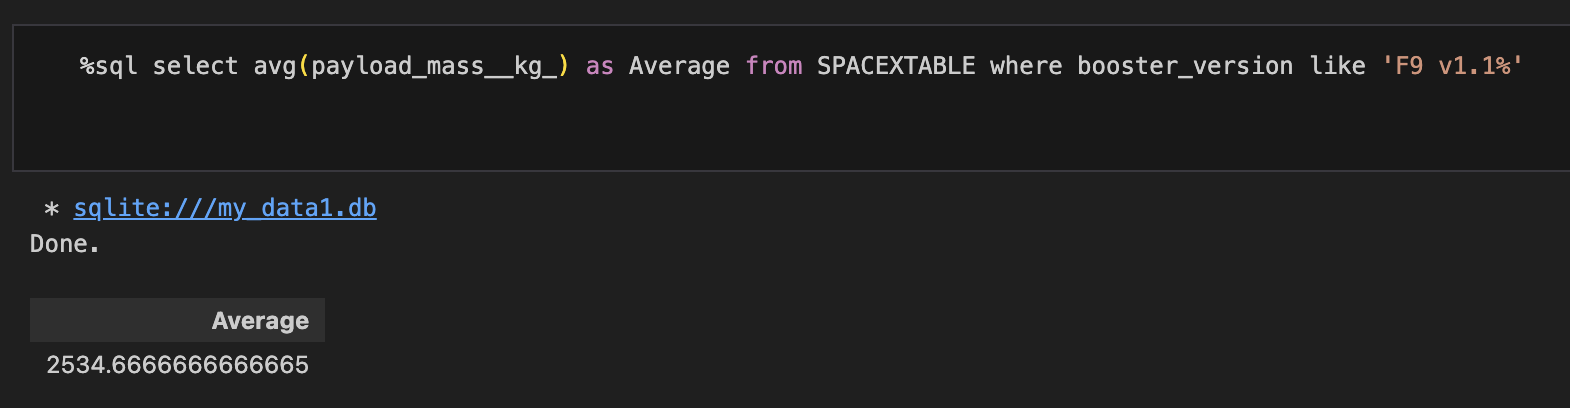 %sql select avg(payload_mass__kg_) as Average from SPACEXTABLE where booster_version like 'F9 v1.1%'
* sqlite:///my_data1.db
Done.
Average
2534.6666666666665